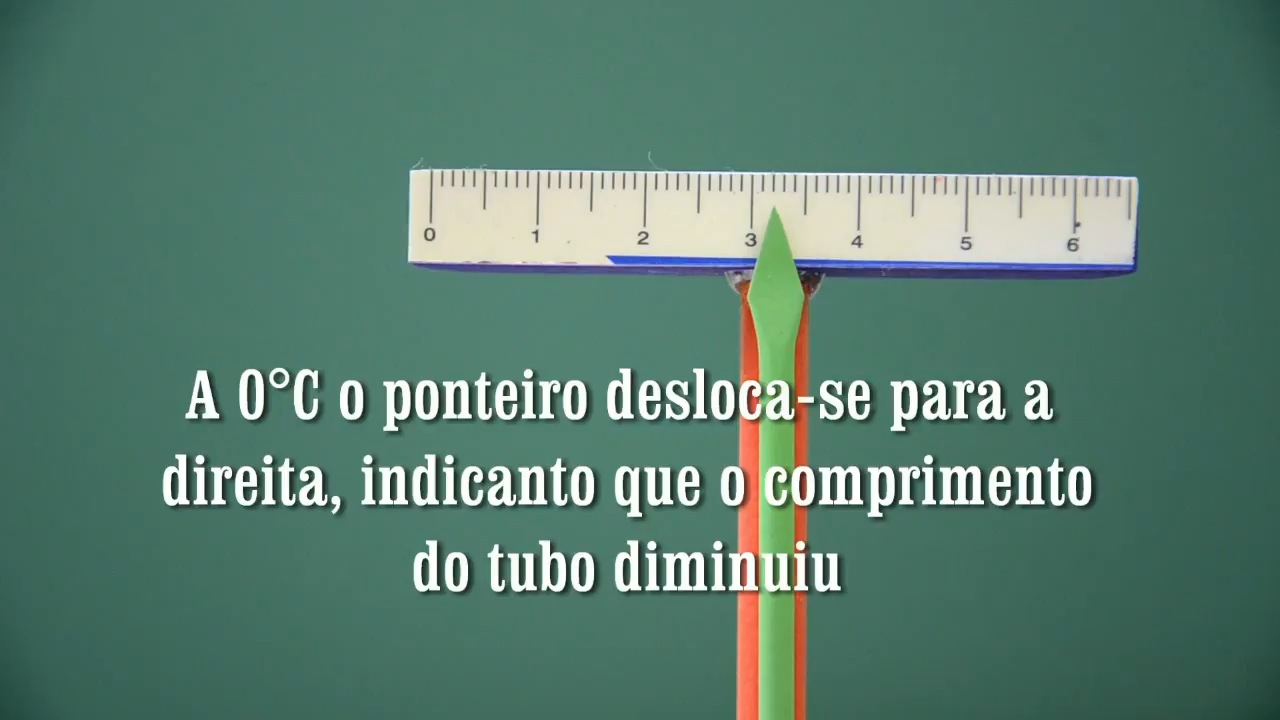 0 1 2 3 4 5 6
A 0°C o ponteiro desloca-se para a
direita, indicanto que o comprimento
do tubo diminuiu